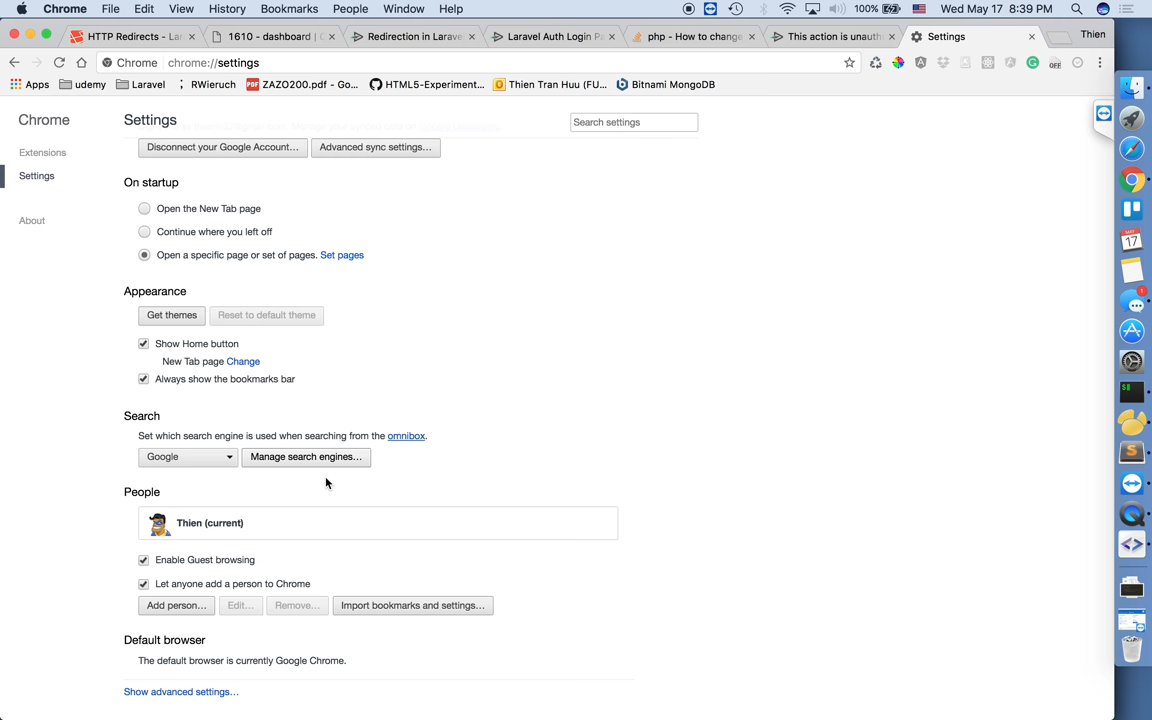 Chrome File Edit View History Bookmarks People Window Help 100% Wed May 17 8:39 PM
HTTP Redirects - La
1610 - dashboard | C
Redirection in Larave
Laravel Auth Login P
php - How to change
This action is unauth
Settings
Thien
Chrome chrome://settings
OFF
Apps udemy Laravel RWieruch ZAZO200.pdf - Go... HTML5-Experiment... Thien Tran Huu (FU... Bitnami MongoDB
Chrome
Extensions
Settings
About
Settings
Search settings
Disconnect your Google Account... Advanced sync settings...
On startup
Open the New Tab page
Continue where you left off
Open a specific page or set of pages. Set pages
Appearance
Get themes Reset to default theme
Show Home button
New Tab page Change
Always show the bookmarks bar
Search
Set which search engine is used when searching from the omnibox.
Google Manage search engines...
People
Thien (current)
Enable Guest browsing
Let anyone add a person to Chrome
Add person... Edit... Remove... Import bookmarks and settings...
Default browser
The default browser is currently Google Chrome.
Show advanced settings...
17
1